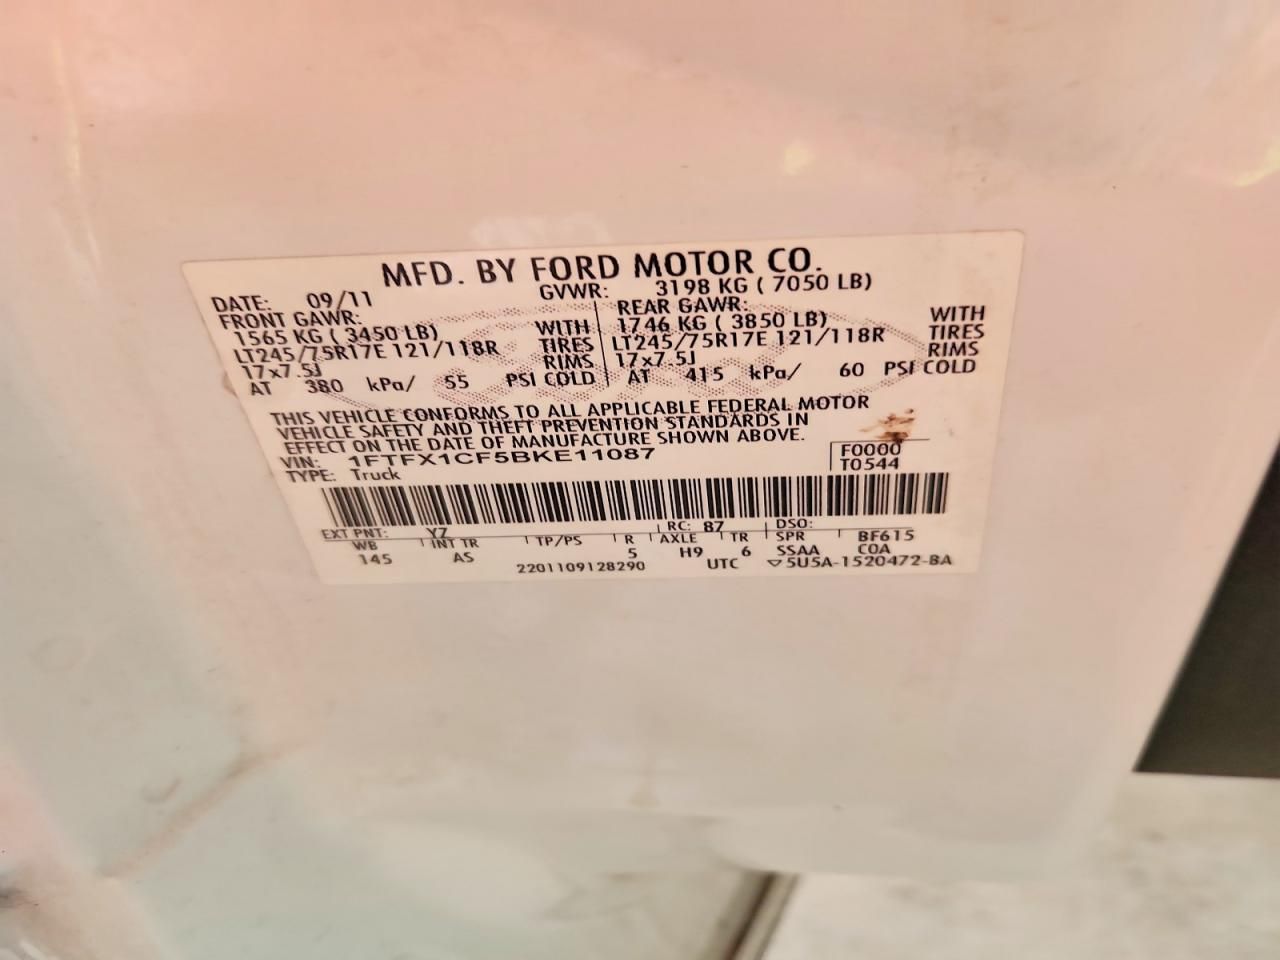 MFD. BY FORD MOTOR CO.
DATE: 09/11 GVWR: 3198 KG ( 7050 LB)
FRONT GAWR: REAR GAWR:
1565 KG ( 3450 LB) WITH 1746 KG ( 3850 LB) WITH
LT245/75R17E 121/118R TIRES LT245/75R17E 121/118R TIRES
17x7.5J RIMS 17x7.5J RIMS
AT 380 kPa/ 55 PSI COLD AT 415 kPa/ 60 PSI COLD
THIS VEHICLE CONFORMS TO ALL APPLICABLE FEDERAL MOTOR
VEHICLE SAFETY AND THEFT PREVENTION STANDARDS IN
EFFECT ON THE DATE OF MANUFACTURE SHOWN ABOVE.
VIN: 1FTFX1CF5BKE11087 F0000
TYPE: Truck T0544
EXT PNT: YZ RC: 87 DSO:
WB INT TR TP/PS R AXLE TR SPR BF615
145 AS 5 H9 6 SSAA COA
2201109128290 UTC ▽5U5A-1520472-BA